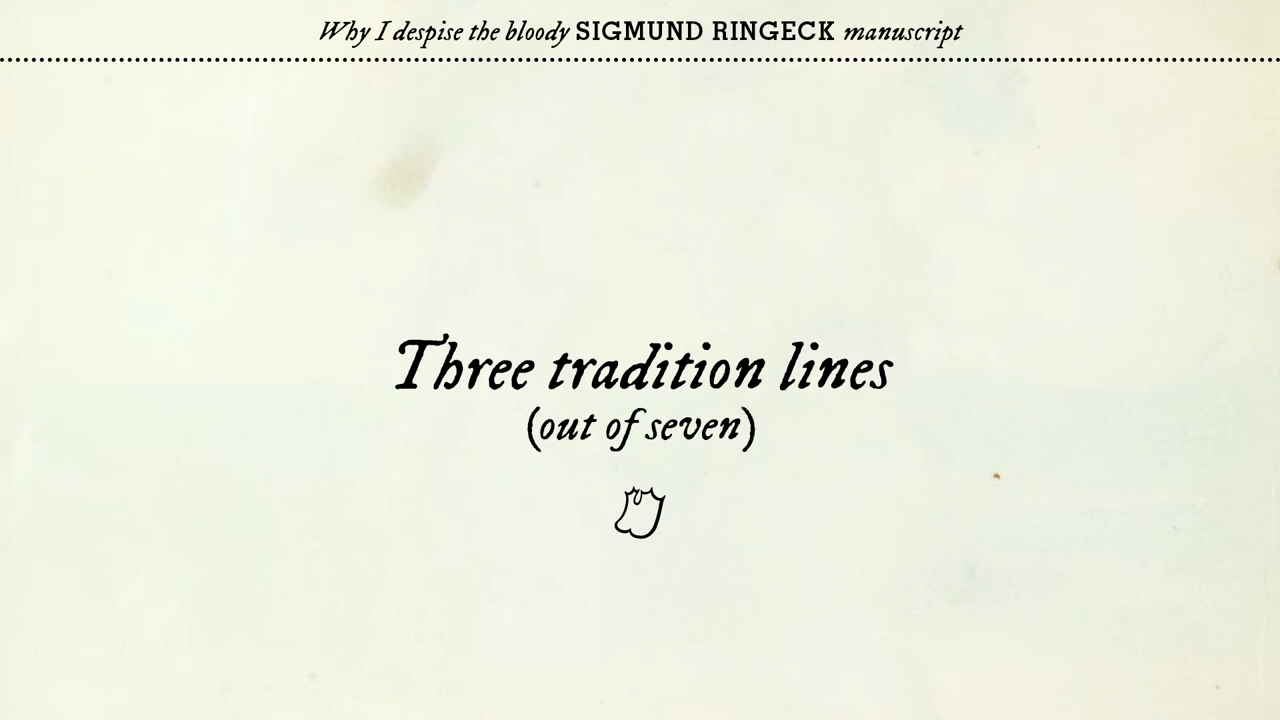 Why I despise the bloody SIGMUND RINGECK manuscript
Three tradition lines
(out of seven)